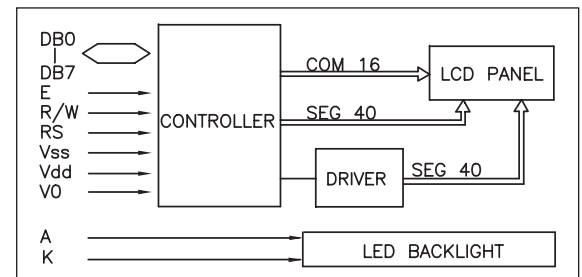 DB0
DB7
E
R/W
RS
Vss
Vdd
V0
A
K
CONTROLLER
COM 16
SEG 40
DRIVER
SEG 40
LCD PANEL
LED BACKLIGHT